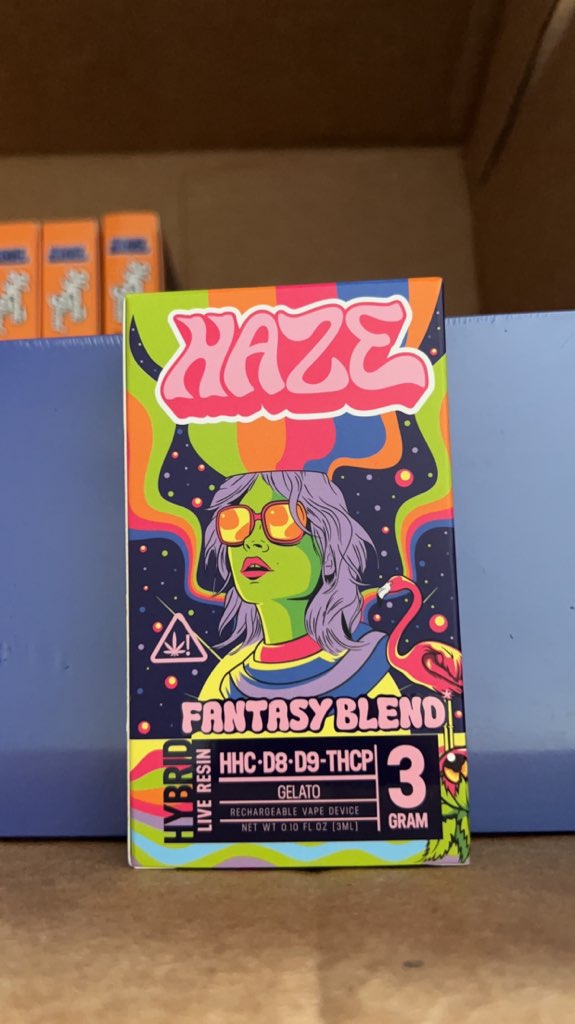 HAZE
FANTASY BLEND
HYBRID
LIVE RESIN
HHC•D8•D9-THCP
GELATO
RECHARGEABLE VAPE DEVICE
NET WT 0.10 FL OZ (3ML)
3
GRAM